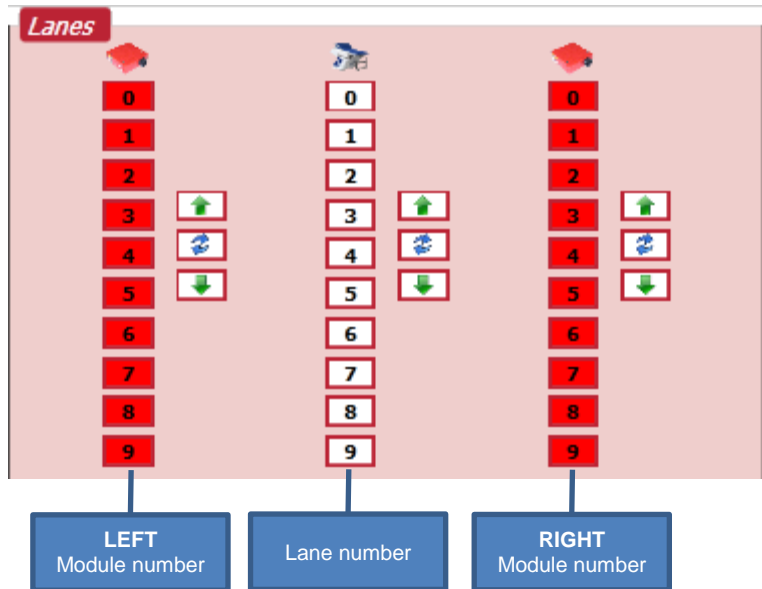 Lanes
0 0 0
1 1 1
2 2 2
3 3 3
4 4 4
5 5 5
6 6 6
7 7 7
8 8 8
9 9 9
LEFT
Module number
Lane number
RIGHT
Module number